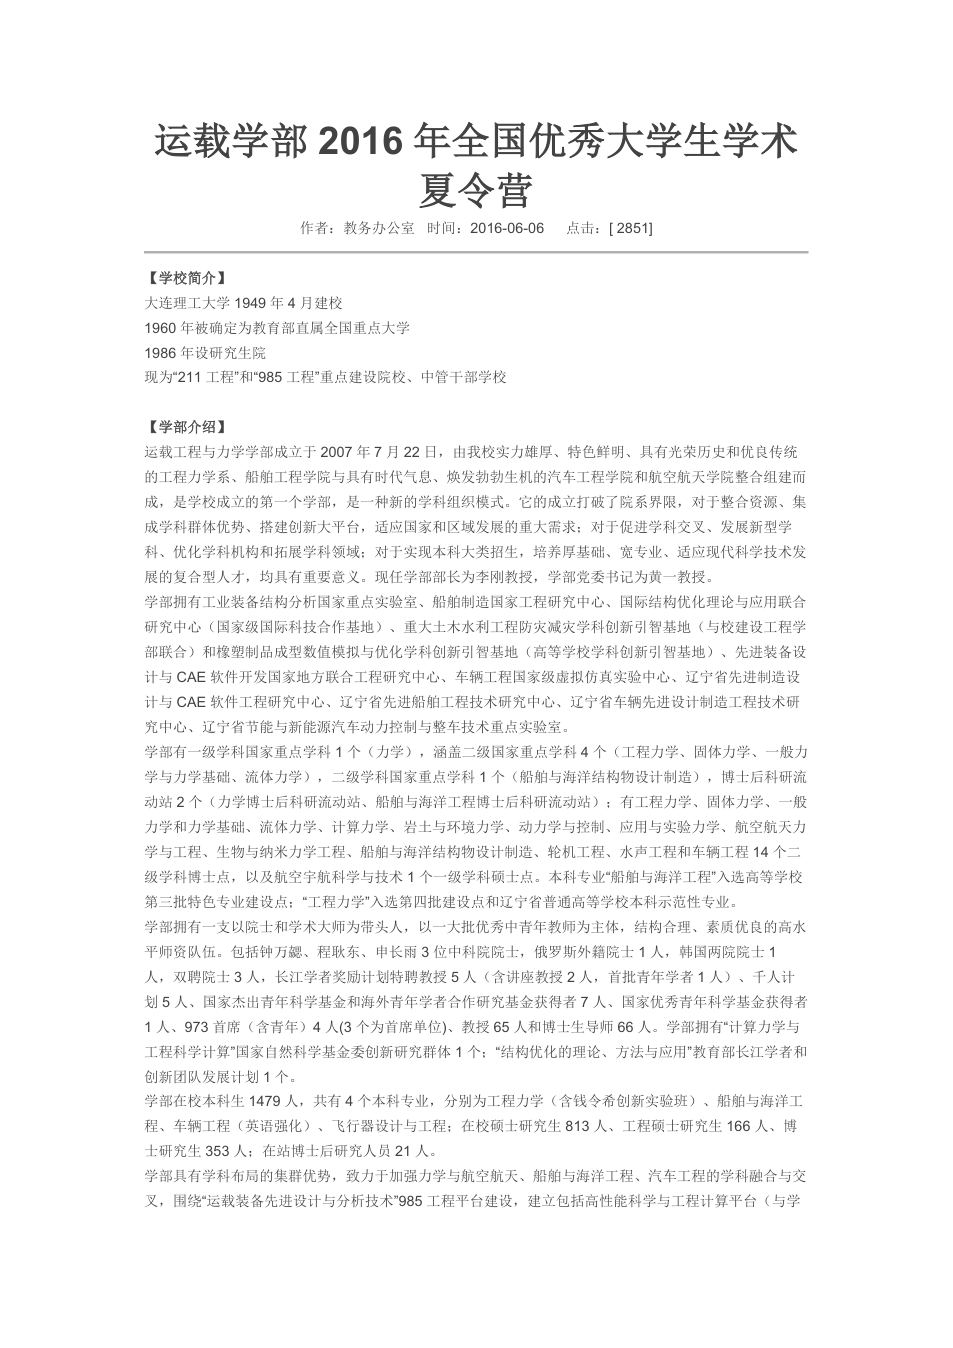 运载学部 2016 年全国优秀大学生学术
夏令营
作者：教务办公室 时间：2016-06-06 点击：[ 2851]
【学校简介】
大连理工大学 1949 年 4 月建校
1960 年被确定为教育部直属全国重点大学
1986 年设研究生院
现为“211 工程”和“985 工程”重点建设院校、中管干部学校
【学部介绍】
运载工程与力学学部成立于 2007 年 7 月 22 日，由我校实力雄厚、特色鲜明、具有光荣历史和优良传统
的工程力学系、船舶工程学院与具有时代气息、焕发勃勃生机的汽车工程学院和航空航天学院整合组建而
成，是学校成立的第一个学部，是一种新的学科组织模式。它的成立打破了院系界限，对于整合资源、集
成学科群体优势、搭建创新大平台，适应国家和区域发展的重大需求；对于促进学科交叉、发展新型学
科、优化学科机构和拓展学科领域；对于实现本科大类招生，培养厚基础、宽专业、适应现代科学技术发
展的复合型人才，均具有重要意义。现任学部部长为李刚教授，学部党委书记为黄一教授。
学部拥有工业装备结构分析国家重点实验室、船舶制造国家工程研究中心、国际结构优化理论与应用联合
研究中心（国家级国际科技合作基地）、重大土木水利工程防灾减灾学科创新引智基地（与校建设工程学
部联合）和橡塑制品成型数值模拟与优化学科创新引智基地（高等学校学科创新引智基地）、先进装备设
计与 CAE 软件开发国家地方联合工程研究中心、车辆工程国家级虚拟仿真实验中心、辽宁省先进制造设
计与 CAE 软件工程研究中心、辽宁省先进船舶工程技术研究中心、辽宁省车辆先进设计制造工程技术研
究中心、辽宁省节能与新能源汽车动力控制与整车技术重点实验室。
学部有一级学科国家重点学科 1 个（力学），涵盖二级国家重点学科 4 个（工程力学、固体力学、一般力
学与力学基础、流体力学），二级学科国家重点学科 1 个（船舶与海洋结构物设计制造），博士后科研流
动站 2 个（力学博士后科研流动站、船舶与海洋工程博士后科研流动站）；有工程力学、固体力学、一般
力学和力学基础、流体力学、计算力学、岩土与环境力学、动力学与控制、应用与实验力学、航空航天力
学与工程、生物与纳米力学工程、船舶与海洋结构物设计制造、轮机工程、水声工程和车辆工程 14 个二
级学科博士点，以及航空宇航科学与技术 1 个一级学科硕士点。本科专业“船舶与海洋工程”入选高等学校
第三批特色专业建设点；“工程力学”入选第四批建设点和辽宁省普通高等学校本科示范性专业。
学部拥有一支以院士和学术大师为带头人，以一大批优秀中青年教师为主体，结构合理、素质优良的高水
平师资队伍。包括钟万勰、程耿东、申长雨 3 位中科院院士，俄罗斯外籍院士 1 人，韩国两院院士 1
人，双聘院士 3 人，长江学者奖励计划特聘教授 5 人（含讲座教授 2 人，首批青年学者 1 人）、千人计
划 5 人、国家杰出青年科学基金和海外青年学者合作研究基金获得者 7 人、国家优秀青年科学基金获得者
1 人、973 首席（含青年）4 人(3 个为首席单位)、教授 65 人和博士生导师 66 人。学部拥有“计算力学与
工程科学计算”国家自然科学基金委创新研究群体 1 个；“结构优化的理论、方法与应用”教育部长江学者和
创新团队发展计划 1 个。
学部在校本科生 1479 人，共有 4 个本科专业，分别为工程力学（含钱令希创新实验班）、船舶与海洋工
程、车辆工程（英语强化）、飞行器设计与工程；在校硕士研究生 813 人、工程硕士研究生 166 人、博
士研究生 353 人；在站博士后研究人员 21 人。
学部具有学科布局的集群优势，致力于加强力学与航空航天、船舶与海洋工程、汽车工程的学科融合与交
叉，围绕“运载装备先进设计与分析技术”985 工程平台建设，建立包括高性能科学与工程计算平台（与学